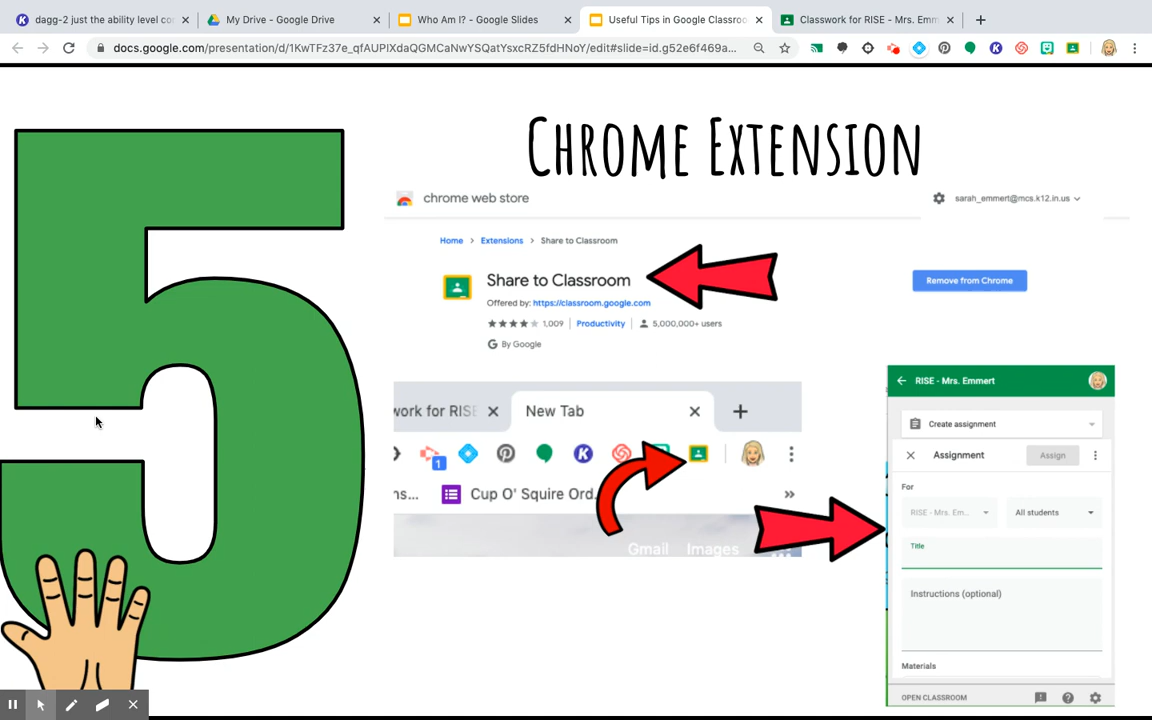 dagg-2 just the ability level co
My Drive - Google Drive
Who Am I? - Google Slides
Useful Tips in Google Classroo
Classwork for RISE - Mrs. Emm
docs.google.com/presentation/d/1KwTFz37e_qfAUPIXdaQGMCaNwYSQatYsxcRZ5fdHNoY/edit#slide=id.g52e6f469a...
5
Chrome Extension
chrome web store
sarah_emmert@mcs.k12.in.us
Home > Extensions > Share to Classroom
Share to Classroom
Remove from Chrome
Offered by: https://classroom.google.com
1,009 | Productivity | 5,000,000+ users
By Google
work for RISE
New Tab
1
ns...
Cup O' Squire Ord.
Gmail Images
RISE - Mrs. Emmert
Create assignment
Assignment
Assign
For
RISE - Mrs. Em...
All students
Title
Instructions (optional)
Materials
OPEN CLASSROOM